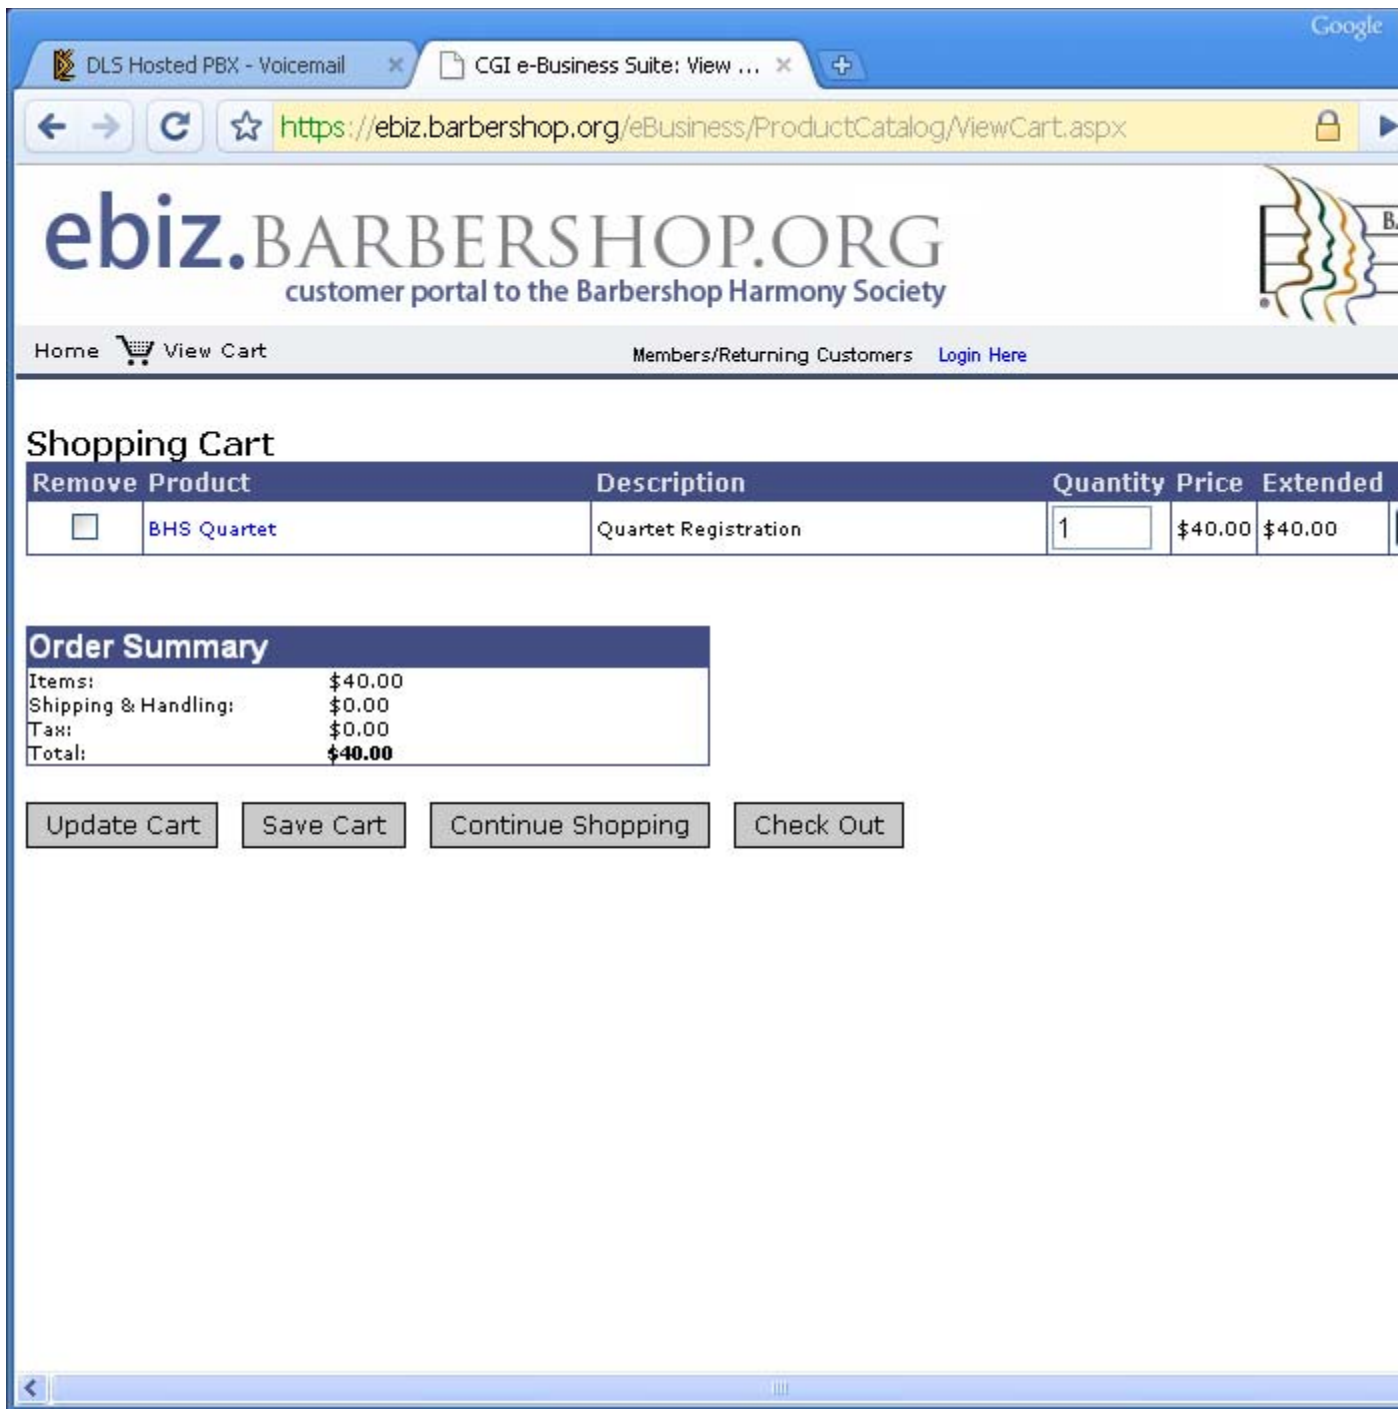 Google
DLS Hosted PBX - Voicemail
CGI e-Business Suite: View ...
https://ebiz.barbershop.org/eBusiness/ProductCatalog/ViewCart.aspx
ebiz.BARBERSHOP.ORG
customer portal to the Barbershop Harmony Society
Home View Cart Members/Returning Customers Login Here
Shopping Cart
Remove Product Description Quantity Price Extended
BHS Quartet Quartet Registration 1 $40.00 $40.00
Order Summary
Items: $40.00
Shipping & Handling: $0.00
Tax: $0.00
Total: $40.00
Update Cart Save Cart Continue Shopping Check Out